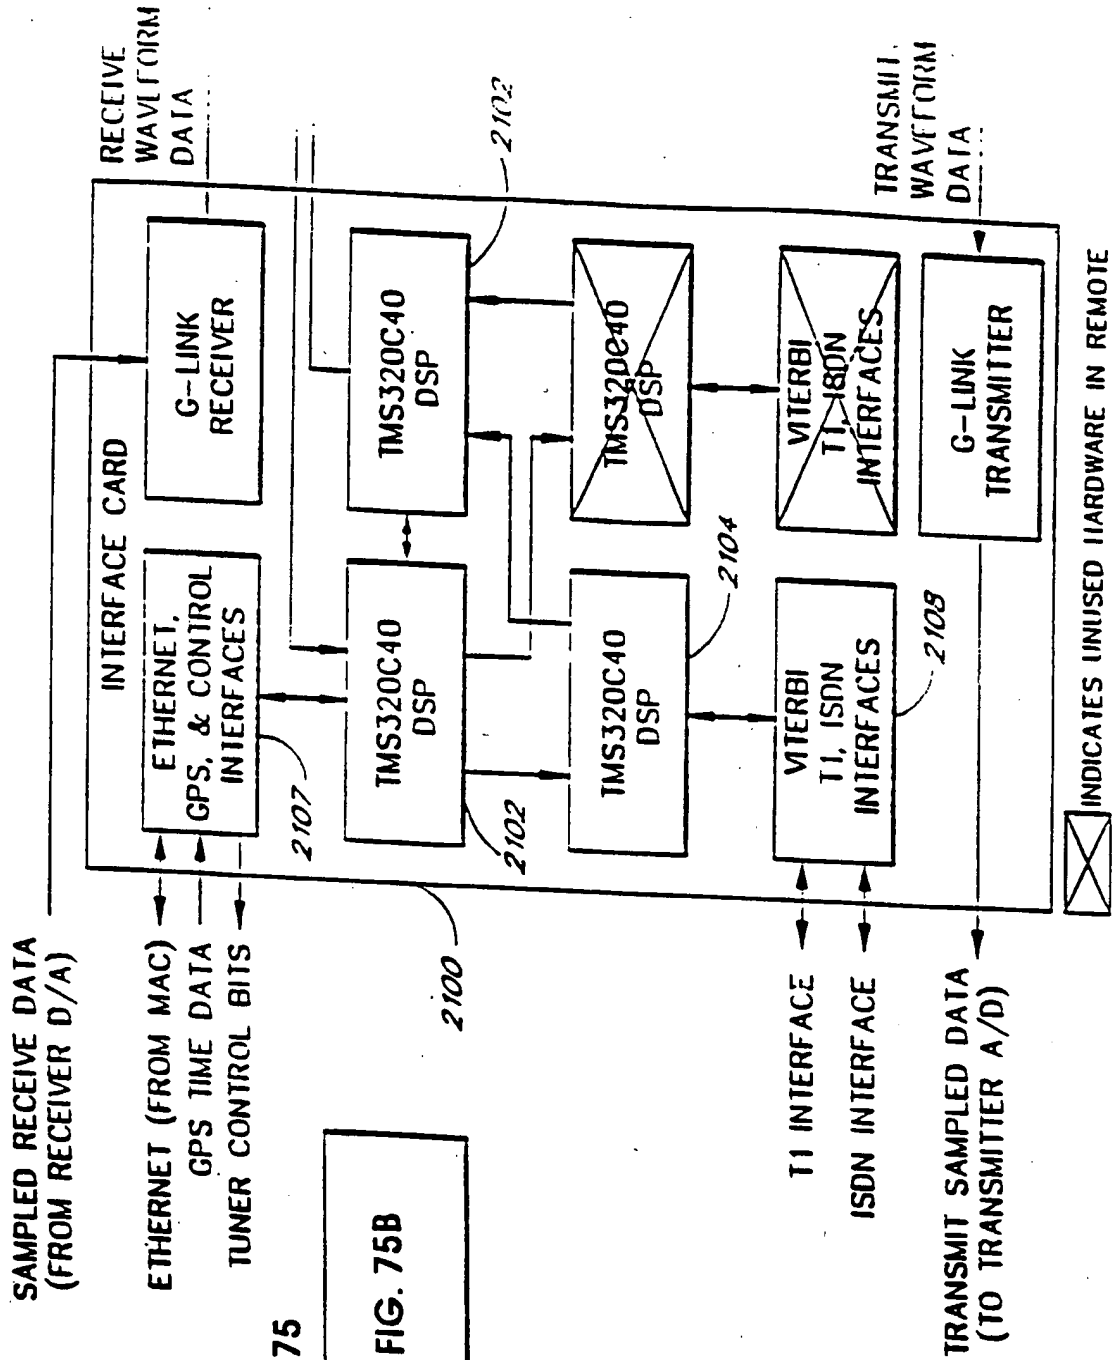 SAMPLED RECEIVE DATA
(FROM RECEIVER D/A)
ETHERNET (FROM MAC)
GPS TIME DATA
TUNER CONTROL BITS
INTERFACE CARD
ETHERNET,
GPS, & CONTROL
INTERFACES
2107
G-LINK
RECEIVER
RECEIVE
WAVEFORM
DATA
2100
TMS320C40
DSP
2102
TMS320C40
DSP
2102
TMS320C40
DSP
2104
TMS320C40
DSP
T1 INTERFACE
ISDN INTERFACE
VITERBI
T1, ISDN
INTERFACES
2108
VITERBI
T1, ISDN
INTERFACES
TRANSMIT SAMPLED DATA
(TO TRANSMITTER A/D)
G-LINK
TRANSMITTER
TRANSMIT
WAVEFORM
DATA
INDICATES UNUSED HARDWARE IN REMOTE
75
FIG. 75B